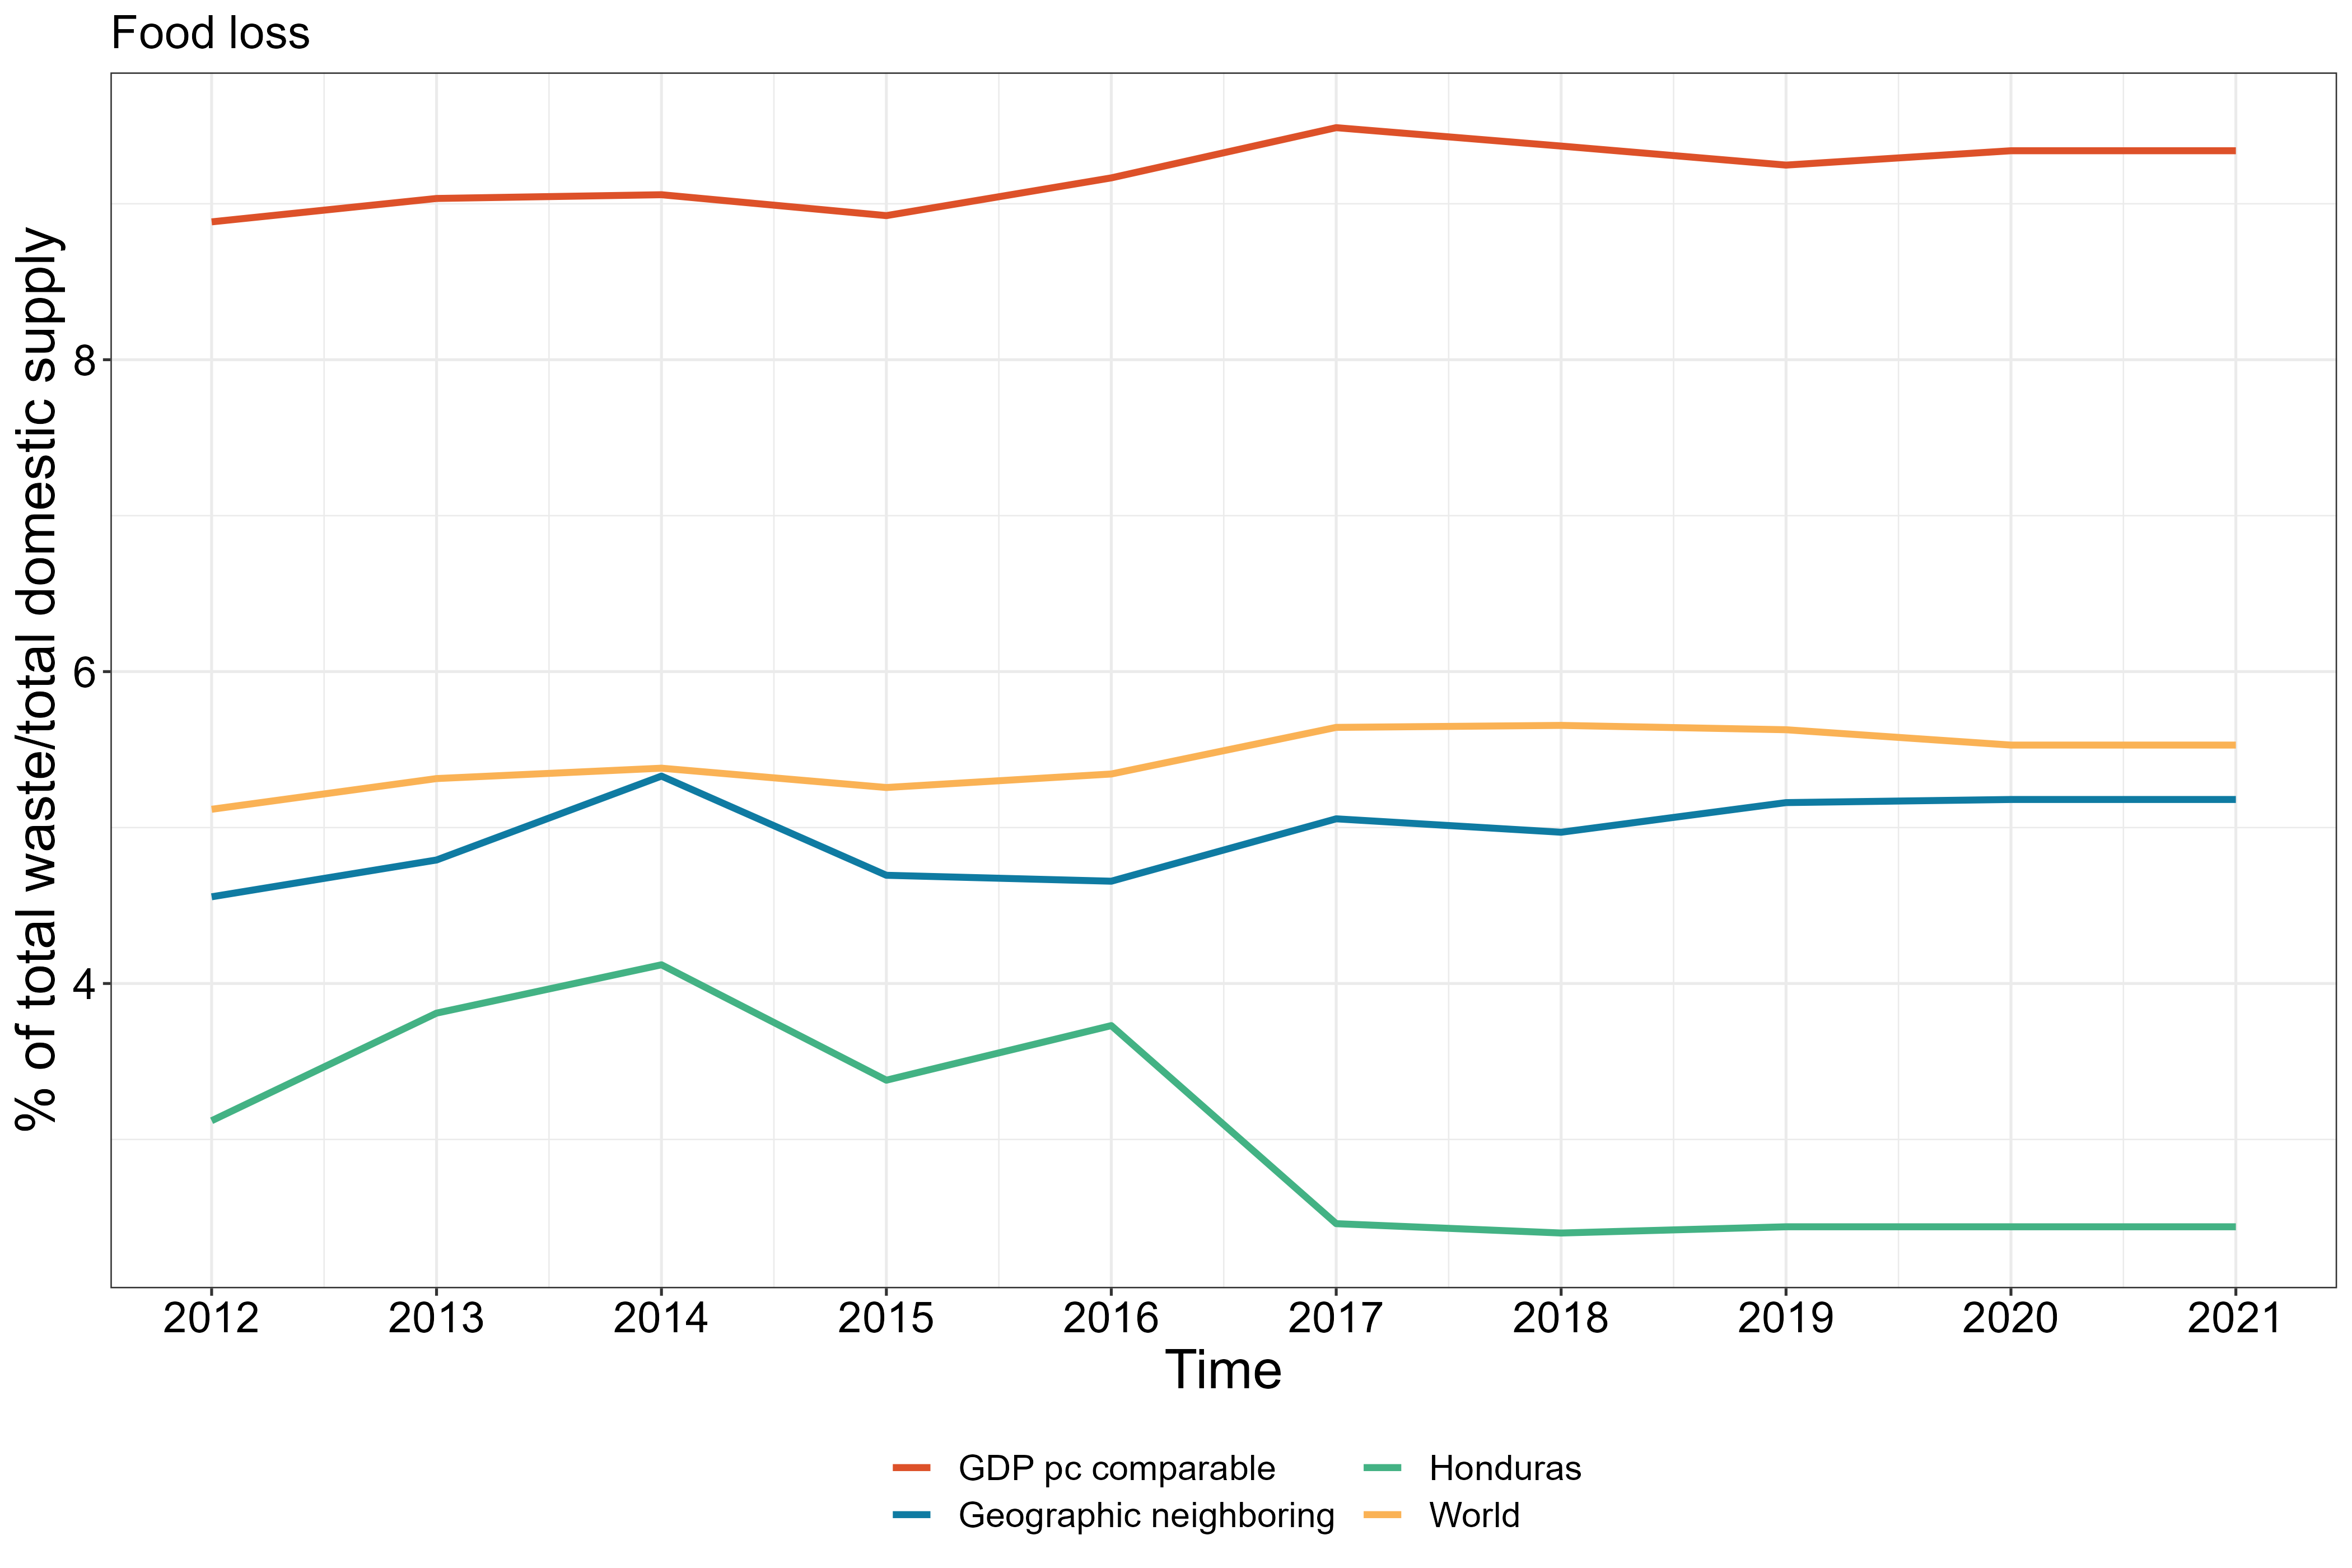 Food loss
% of total waste/total domestic supply
8
6
4
2012 2013 2014 2015 2016 2017 2018 2019 2020 2021
Time
GDP pc comparable Honduras
Geographic neighboring World